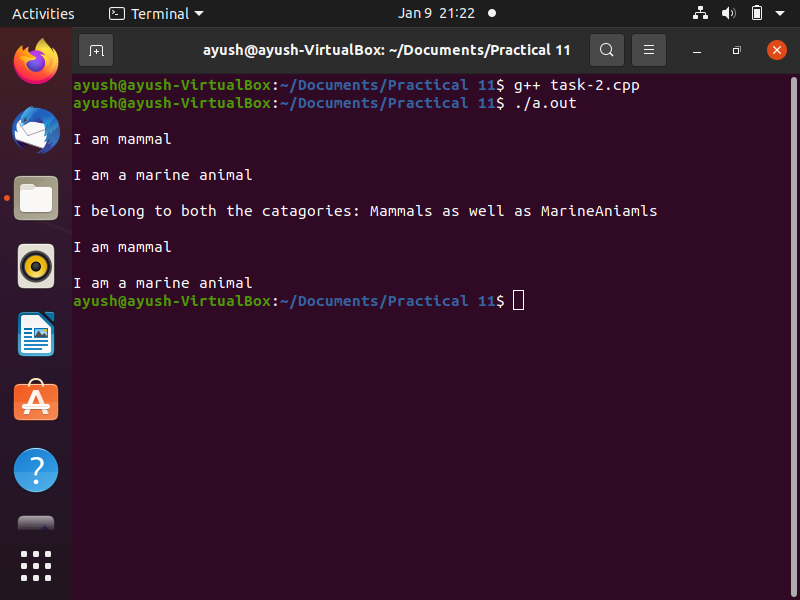 Activities Terminal Jan 9 21:22
ayush@ayush-VirtualBox: ~/Documents/Practical 11
ayush@ayush-VirtualBox:~/Documents/Practical 11$ g++ task-2.cpp
ayush@ayush-VirtualBox:~/Documents/Practical 11$ ./a.out
I am mammal
I am a marine animal
I belong to both the catagories: Mammals as well as MarineAniamls
I am mammal
I am a marine animal
ayush@ayush-VirtualBox:~/Documents/Practical 11$